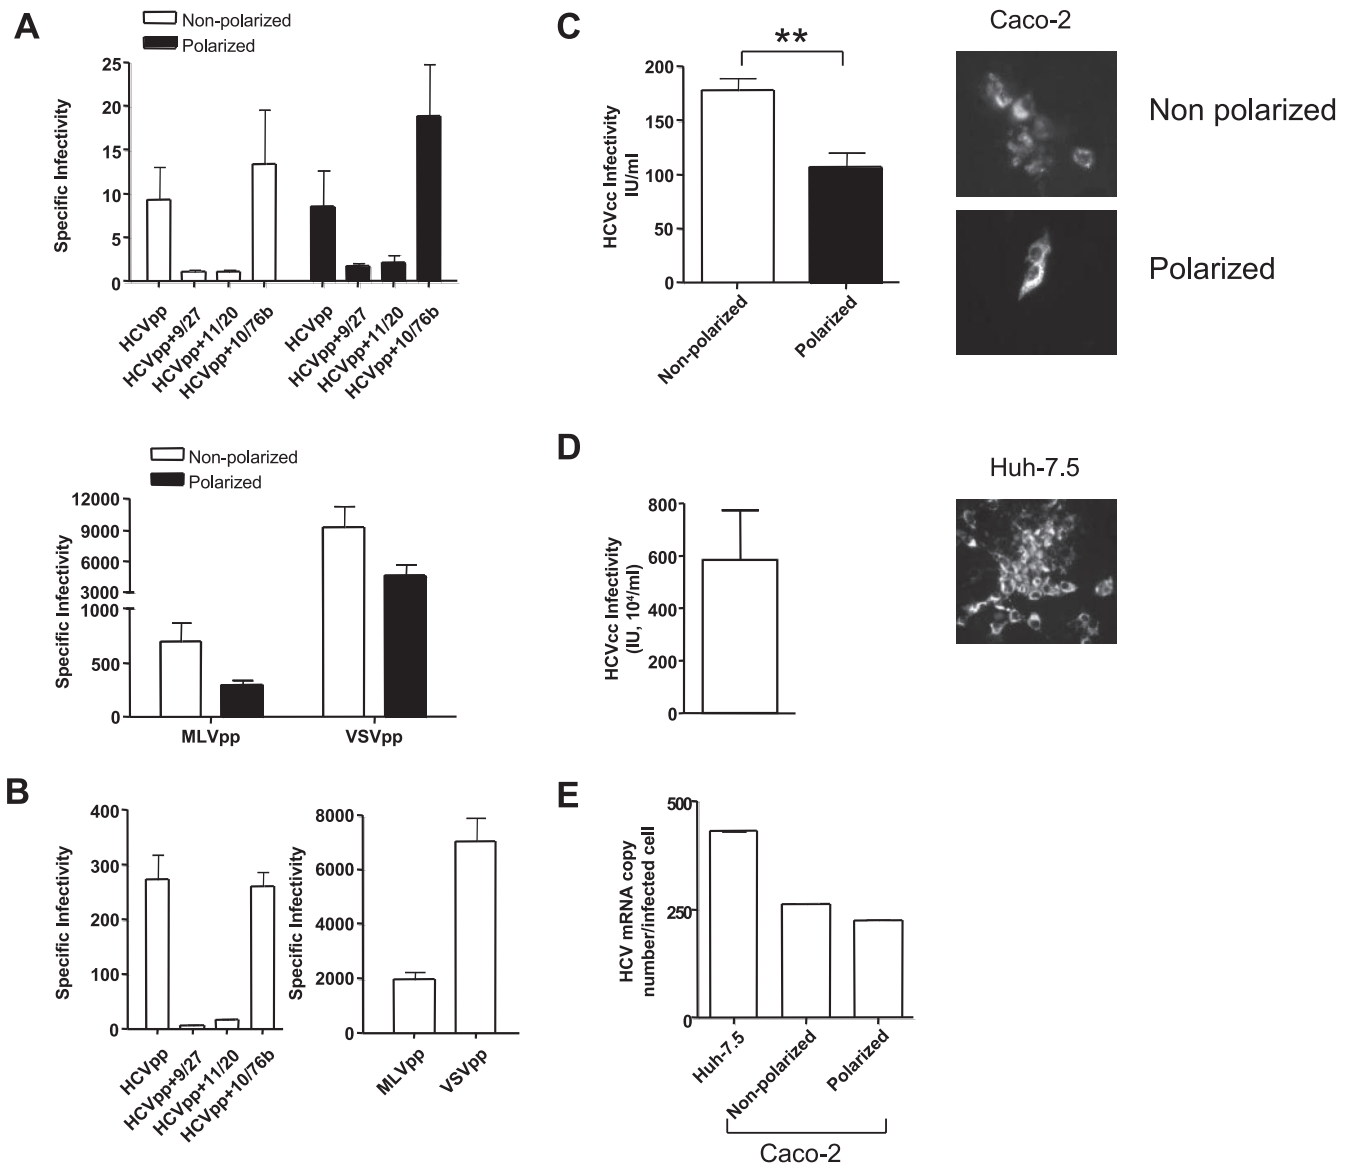 A
Non-polarized
Polarized
Specific Infectivity
25
20
15
10
5
0
HCVpp
HCVpp+9/27
HCVpp+11/20
HCVpp+10/76b
HCVpp
HCVpp+9/27
HCVpp+11/20
HCVpp+10/76b
Non-polarized
Polarized
Specific Infectivity
12000
9000
6000
3000
1000
500
0
MLVpp
VSVpp
B
Specific Infectivity
400
300
200
100
0
HCVpp
HCVpp+9/27
HCVpp+11/20
HCVpp+10/76b
Specific Infectivity
8000
6000
4000
2000
0
MLVpp
VSVpp
C
**
HCVcc Infectivity
IU/ml
200
150
100
50
0
Non-polarized
Polarized
Caco-2
Non polarized
Polarized
D
HCVcc Infectivity
(IU, 10⁴/ml)
800
600
400
200
0
Huh-7.5
E
HCV mRNA copy
number/infected cell
500
250
0
Huh-7.5
Non-polarized
Polarized
Caco-2